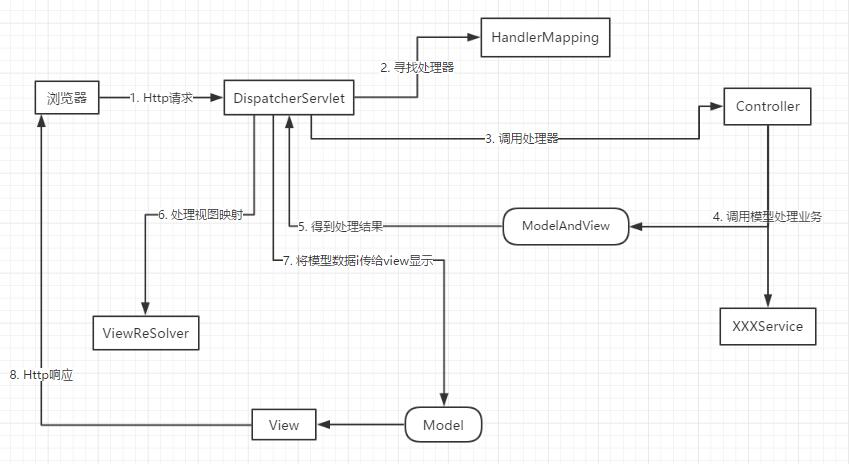 HandlerMapping
2. 寻找处理器
浏览器
1. Http请求
DispatcherServlet
Controller
3. 调用处理器
6. 处理视图映射
5. 得到处理结果
ModelAndView
4. 调用模型处理业务
7. 将模型数据i传给view显示
ViewReSolver
XXXService
8. Http响应
View
Model